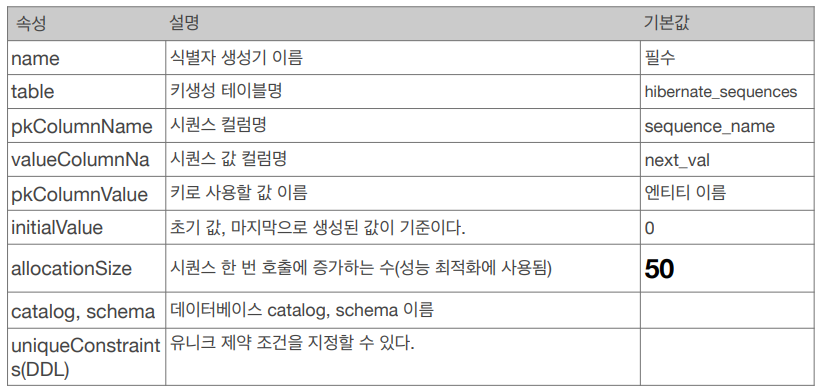 속성 설명 기본값
name 식별자 생성기 이름 필수
table 키생성 테이블명 hibernate_sequences
pkColumnName 시퀀스 컬럼명 sequence_name
valueColumnNa 시퀀스 값 컬럼명 next_val
pkColumnValue 키로 사용할 값 이름 엔티티 이름
initialValue 초기 값, 마지막으로 생성된 값이 기준이다. 0
allocationSize 시퀀스 한 번 호출에 증가하는 수(성능 최적화에 사용됨) 50
catalog, schema 데이터베이스 catalog, schema 이름
uniqueConstraint 유니크 제약 조건을 지정할 수 있다.
s(DDL)